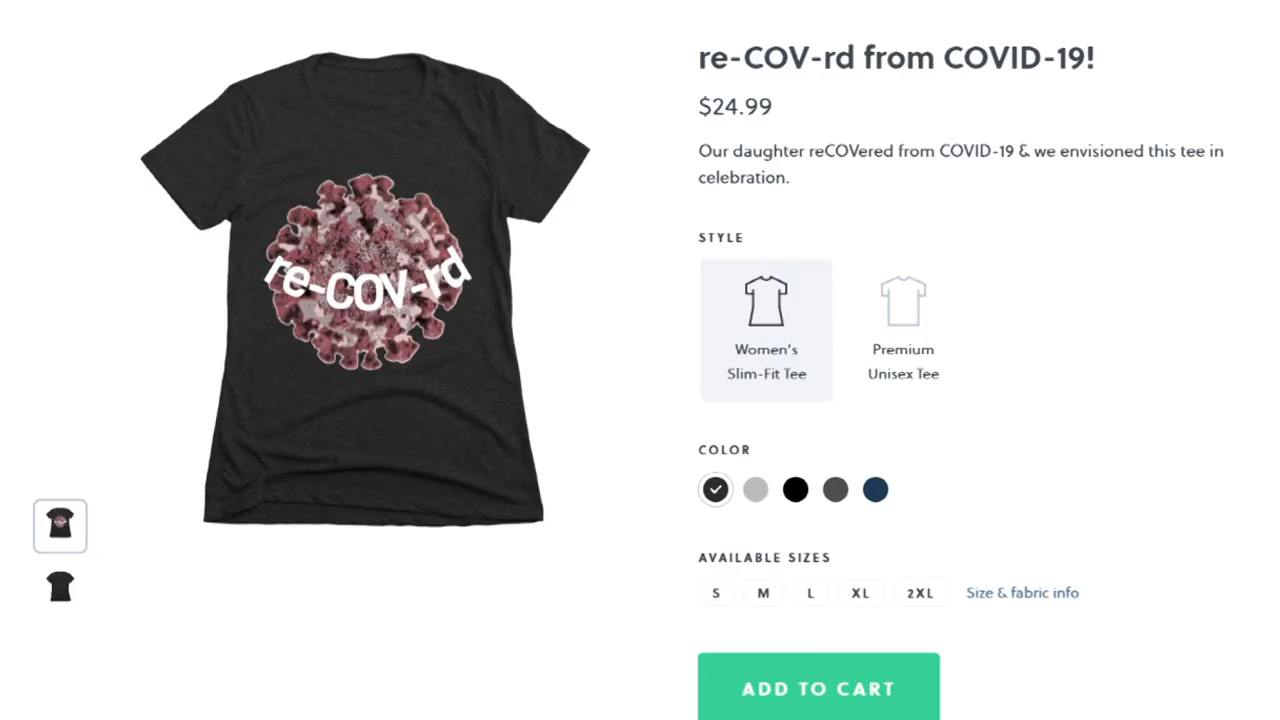 re-COV-rd
re-COV-rd from COVID-19!
$24.99
Our daughter reCOVered from COVID-19 & we envisioned this tee in
celebration.
STYLE
Women's
Slim-Fit Tee
Premium
Unisex Tee
COLOR
AVAILABLE SIZES
S M L XL 2XL Size & fabric info
ADD TO CART